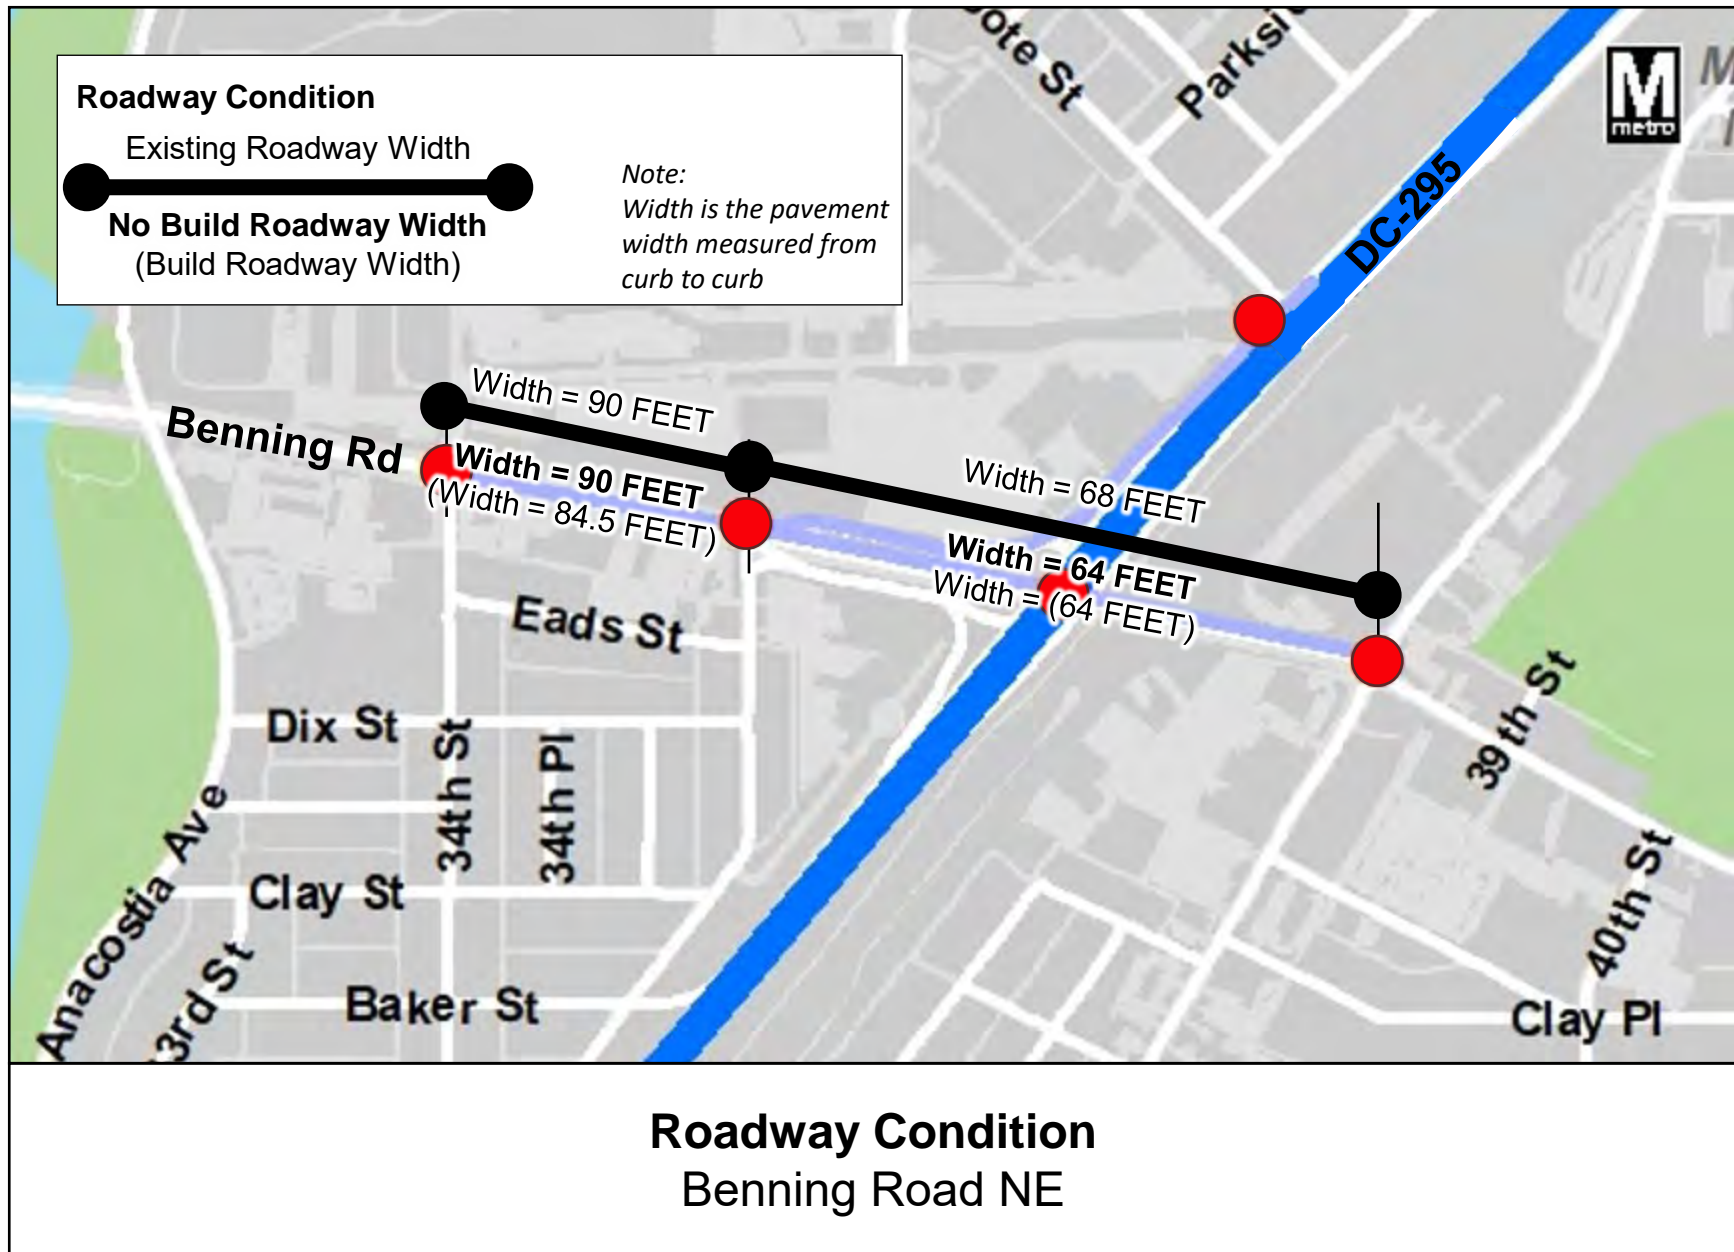 Roadway Condition
Existing Roadway Width
No Build Roadway Width
(Build Roadway Width)
Note:
Width is the pavement
width measured from
curb to curb
M
metro
DC-295
Benning Rd
Width = 90 FEET
Width = 90 FEET
(Width = 84.5 FEET)
Width = 68 FEET
Width = 64 FEET
Width = (64 FEET)
Eads St
Dix St
34th St
34th Pl
39th St
Anacostia Ave
Clay St
40th St
Baker St
Clay Pl
Roadway Condition
Benning Road NE